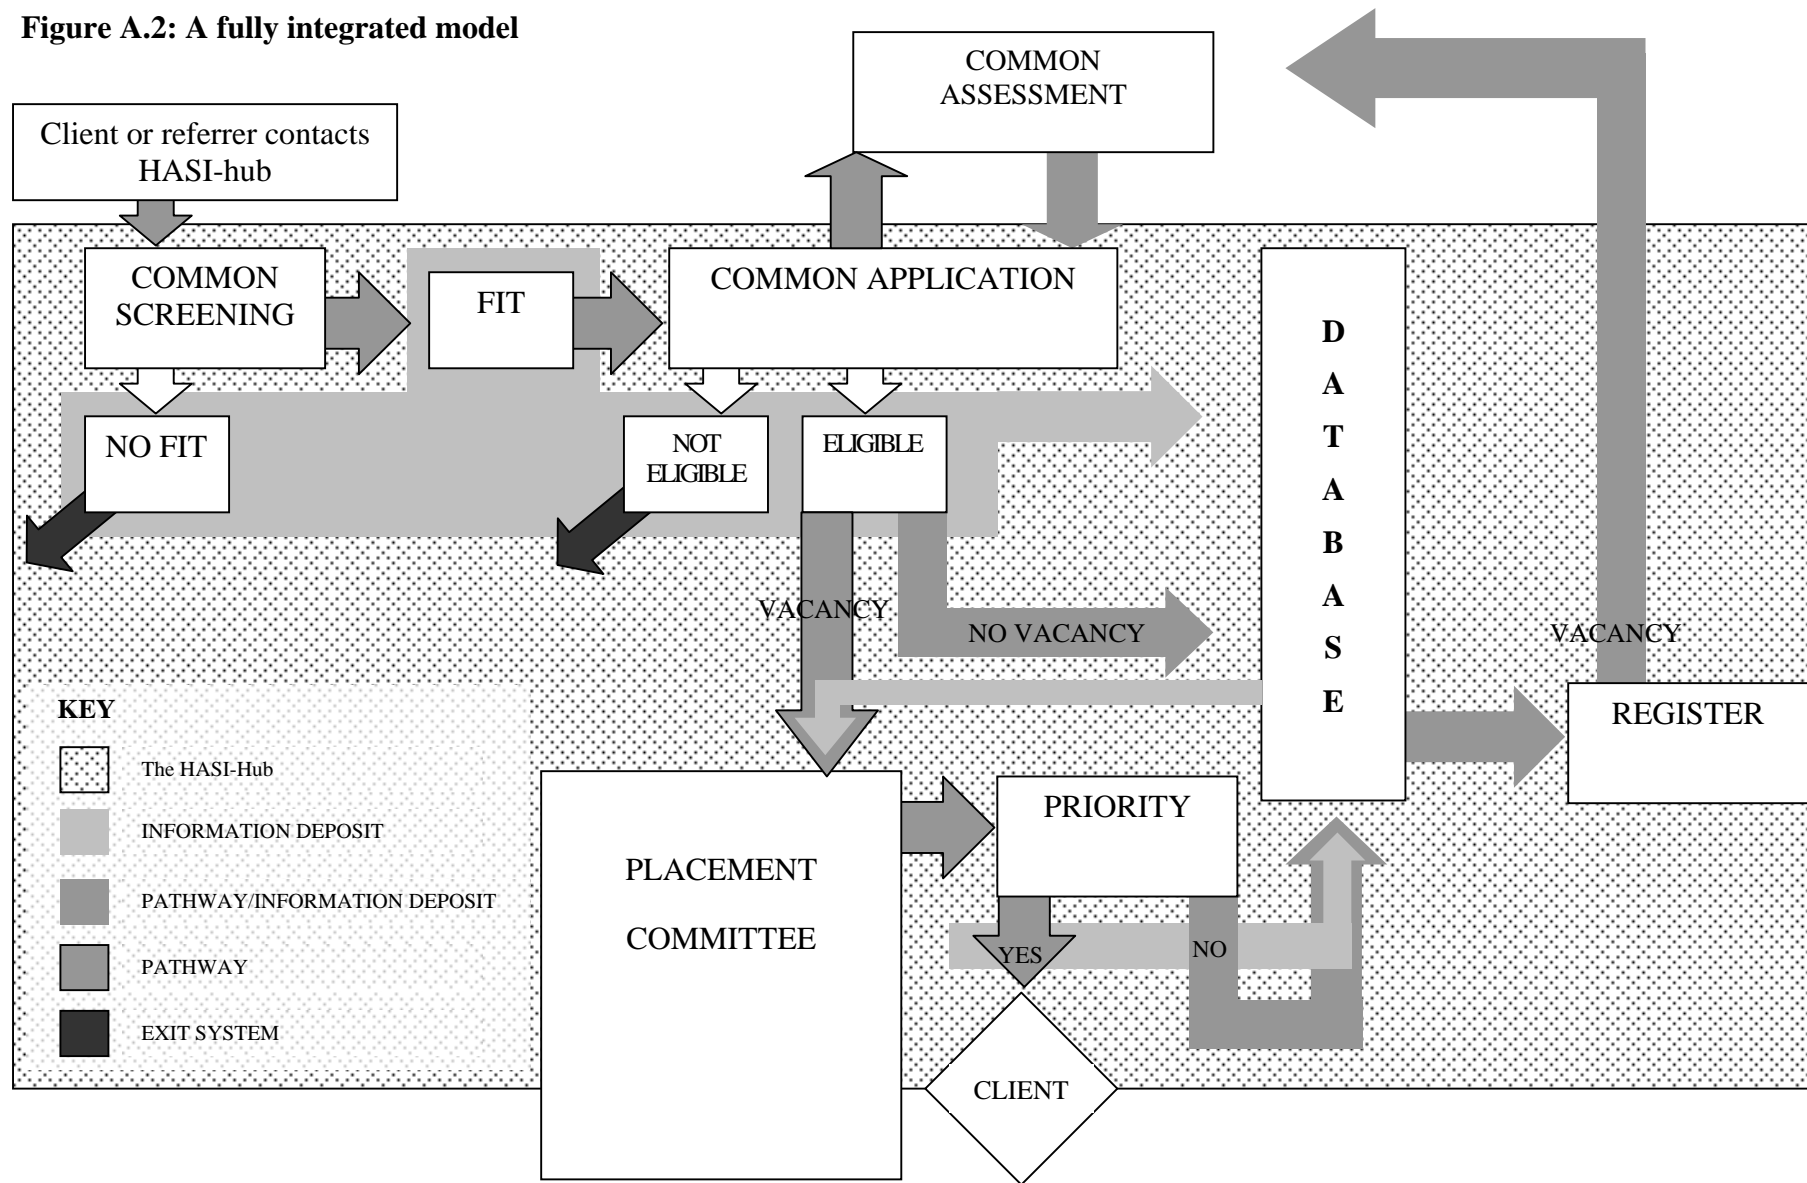 Figure A.2: A fully integrated model
COMMON
ASSESSMENT
Client or referrer contacts
HASI-hub
COMMON
SCREENING
FIT
COMMON APPLICATION
NO FIT
NOT
ELIGIBLE
ELIGIBLE
D
A
T
A
B
A
S
E
VACANCY
NO VACANCY
VACANCY
REGISTER
KEY
The HASI-Hub
INFORMATION DEPOSIT
PATHWAY/INFORMATION DEPOSIT
PATHWAY
EXIT SYSTEM
PLACEMENT
COMMITTEE
PRIORITY
YES
NO
CLIENT